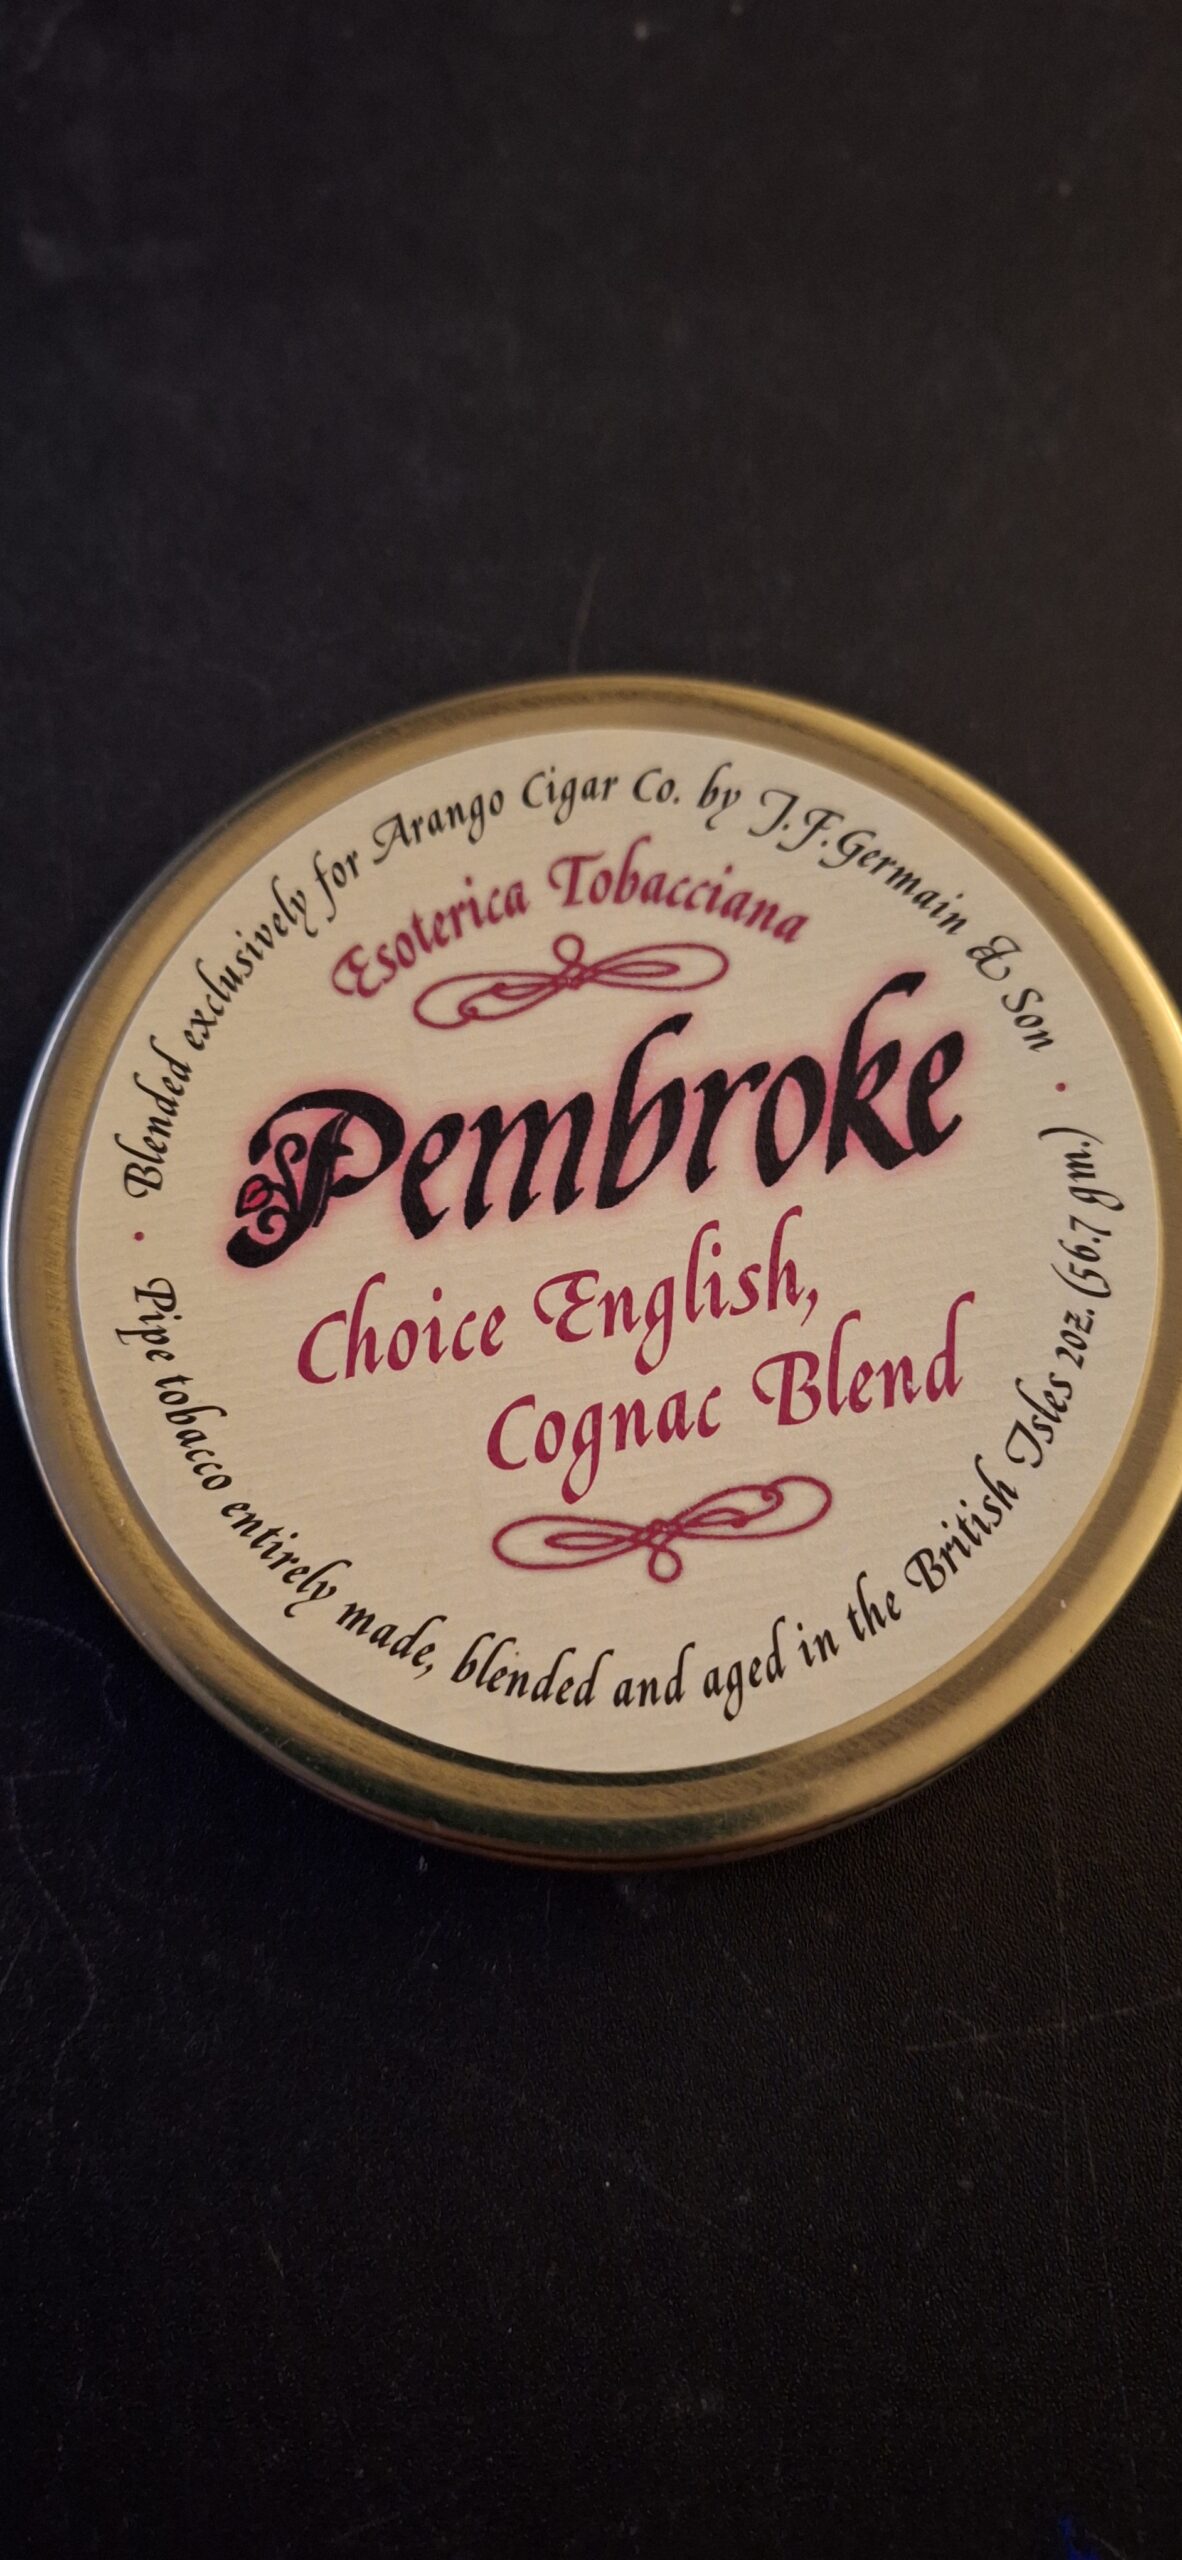 Blended exclusively for Arango Cigar Co. by J.F. Germain & Son
Esoterica Tobacciana
Pembroke
Choice English,
Cognac Blend
Pipe tobacco entirely made, blended and aged in the British Isles 2oz. (56.7 gm.)